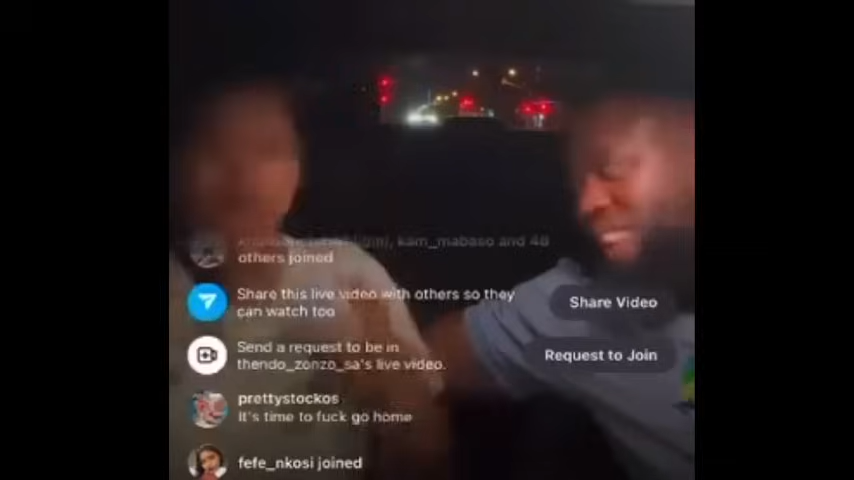 kam_mabaso and 48
others joined
Share this live video with others so they
can watch too
Share Video
Send a request to be in
thendo_zonzo_sa's live video.
Request to Join
prettystockos
It's time to fuck go home
fefe_nkosi joined